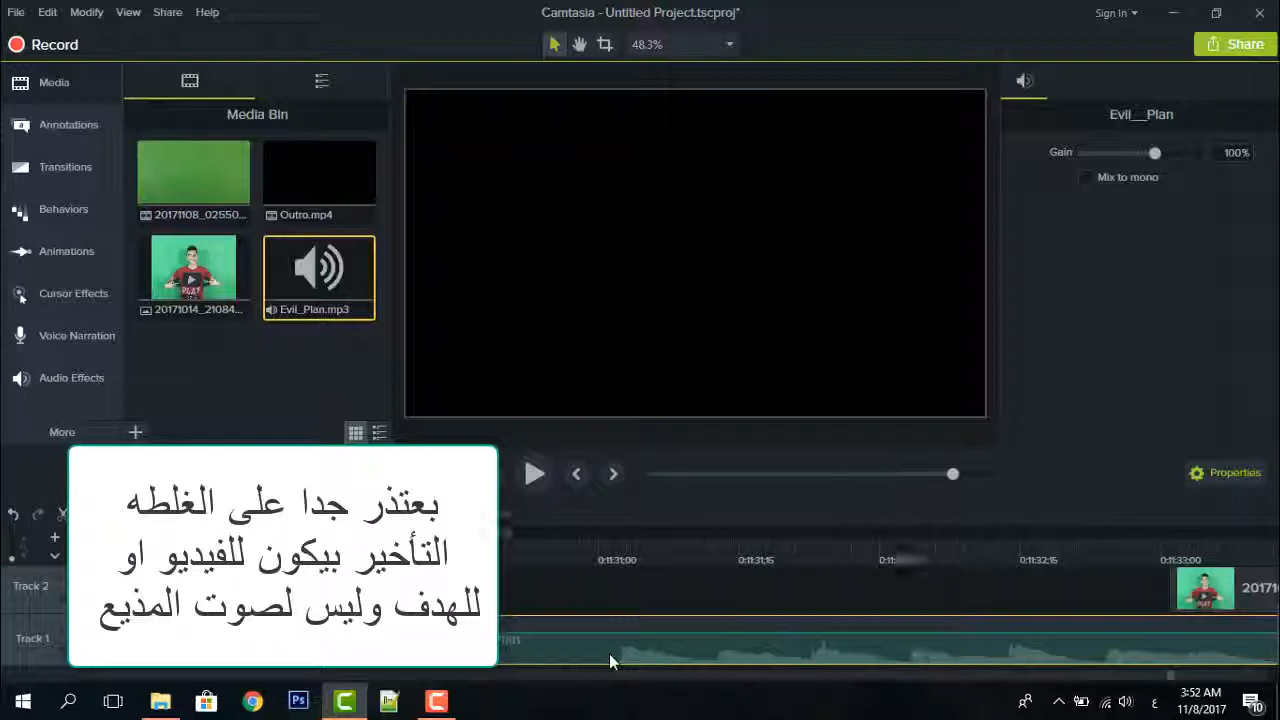 File Edit Modify View Share Help
Camtasia - Untitled Project.tscproj*
Sign In
Record
48.3%
Share
Media
Annotations
Transitions
Behaviors
Animations
Cursor Effects
Voice Narration
Audio Effects
More
Media Bin
20171108_02550...
Outro.mp4
20171014_21084...
Evil_Plan.mp3
Evil__Plan
Gain
100%
Mix to mono
Properties
بعتذر جدا على الغلطه
التأخير بيكون للفيديو او
للهدف وليس لصوت المذيع
0;11;31;00 0;11;31;15 0;11;32;15 0;11;33;00
Track 2
Track 1
Ps
ع
3:52 AM
11/8/2017
10